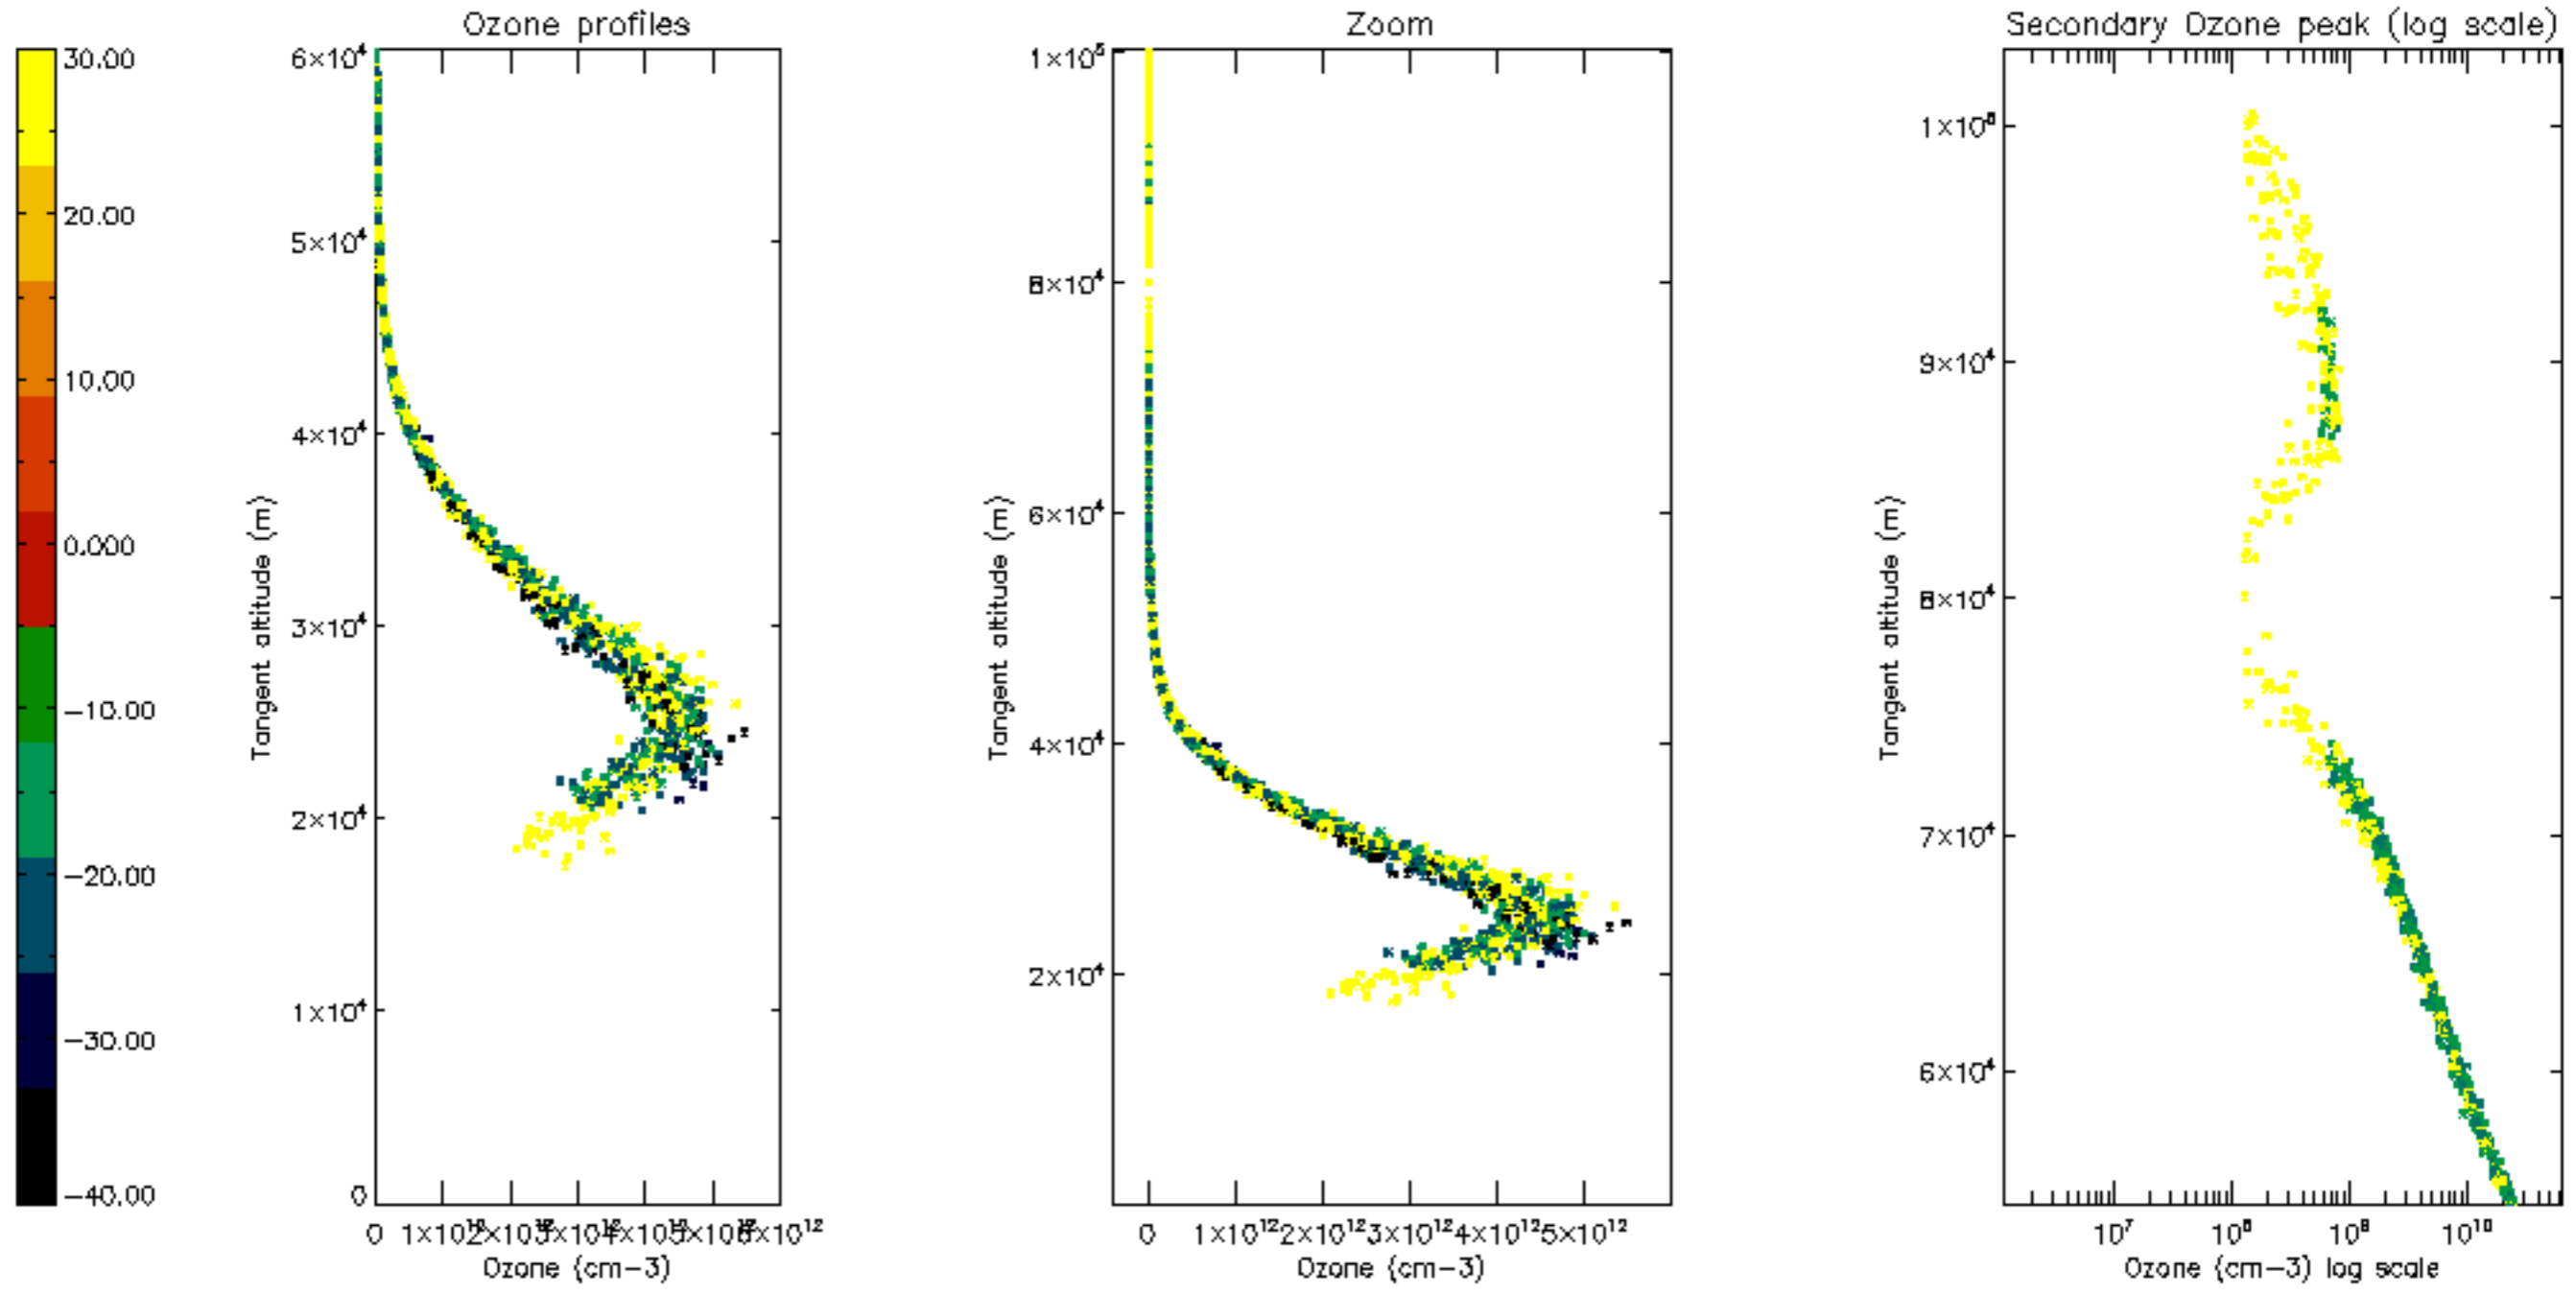 Ozone profiles
Zoom
Secondary Ozone peak (log scale)
30.00
20.00
10.00
0.000
−10.00
−20.00
−30.00
−40.00
6×10⁴
5×10⁴
4×10⁴
3×10⁴
2×10⁴
1×10⁴
0
Tangent altitude (m)
0
Ozone (cm−3)
1×10⁵
8×10⁴
6×10⁴
4×10⁴
2×10⁴
Tangent altitude (m)
0 1×10¹² 2×10¹² 3×10¹² 4×10¹² 5×10¹²
Ozone (cm−3)
1×10⁵
9×10⁴
8×10⁴
7×10⁴
6×10⁴
Tangent altitude (m)
10⁷ 10⁸ 10⁹ 10¹⁰
Ozone (cm−3) log scale